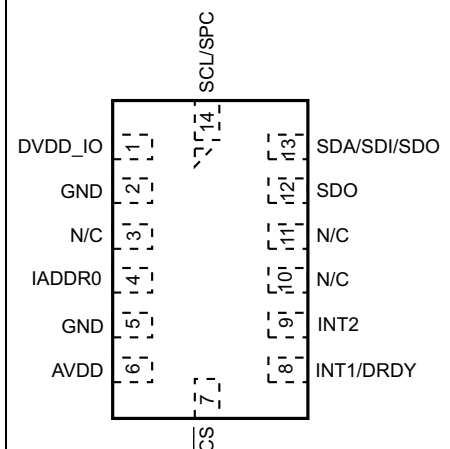 SCL/SPC
14
DVDD_IO 1 13 SDA/SDI/SDO
GND 2 12 SDO
N/C 3 11 N/C
IADDR0 4 10 N/C
GND 5 9 INT2
AVDD 6 8 INT1/DRDY
7
CS